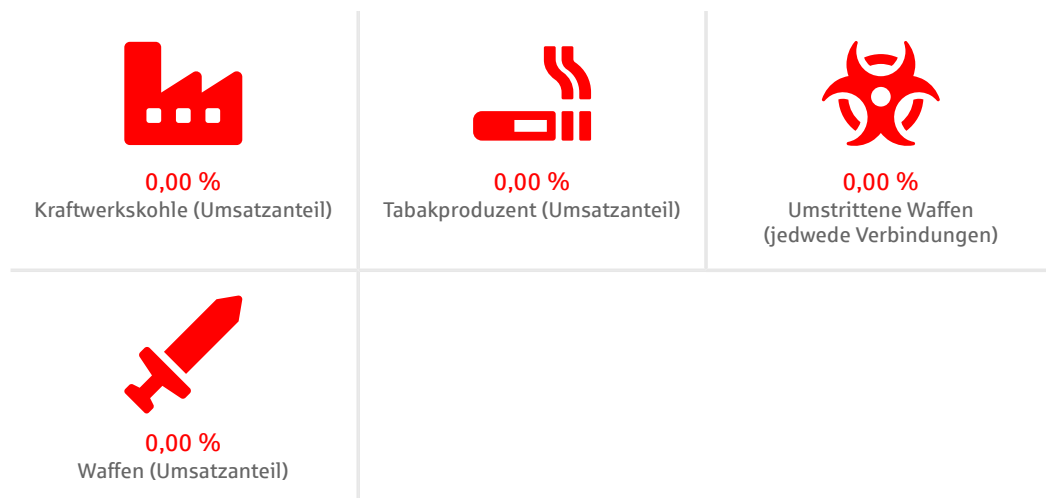 0,00 %
Kraftwerkskohle (Umsatzanteil)
0,00 %
Tabakproduzent (Umsatzanteil)
0,00 %
Umstrittene Waffen
(jedwede Verbindungen)
0,00 %
Waffen (Umsatzanteil)